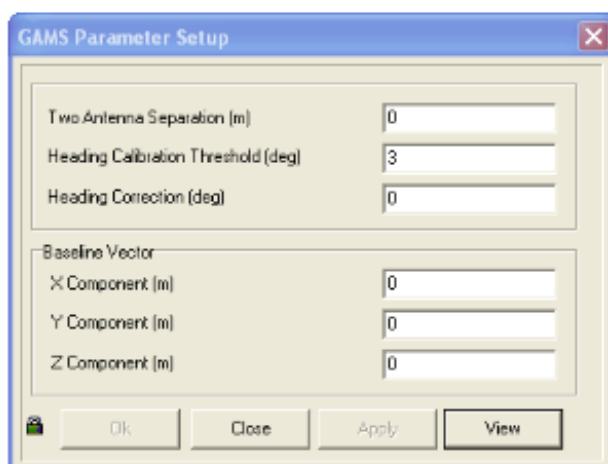 GAMS Parameter Setup
Two Antenna Separation (m) 0
Heading Calibration Threshold (deg) 3
Heading Correction (deg) 0
Baseline Vector
X Component (m) 0
Y Component (m) 0
Z Component (m) 0
Ok Close Apply View